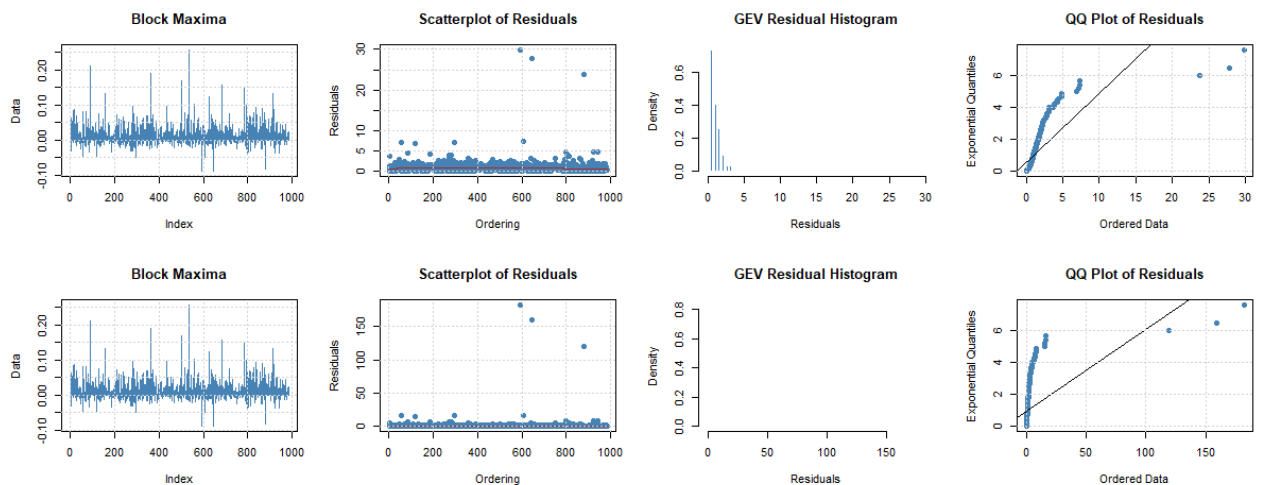 Block Maxima
Data
-0.10 0.00 0.10 0.20
0 200 400 600 800 1000
Index
Scatterplot of Residuals
Residuals
0 5 10 15 20 25 30
0 200 400 600 800 1000
Ordering
GEV Residual Histogram
Density
0.0 0.2 0.4 0.6
0 5 10 15 20 25 30
Residuals
QQ Plot of Residuals
Exponential Quantiles
0 2 4 6
0 5 10 15 20 25 30
Ordered Data
Block Maxima
Data
-0.10 0.00 0.10 0.20
0 200 400 600 800 1000
Index
Scatterplot of Residuals
Residuals
0 50 100 150
0 200 400 600 800 1000
Ordering
GEV Residual Histogram
Density
0.0 0.2 0.4 0.6 0.8
0 50 100 150
Residuals
QQ Plot of Residuals
Exponential Quantiles
0 2 4 6
0 50 100 150
Ordered Data